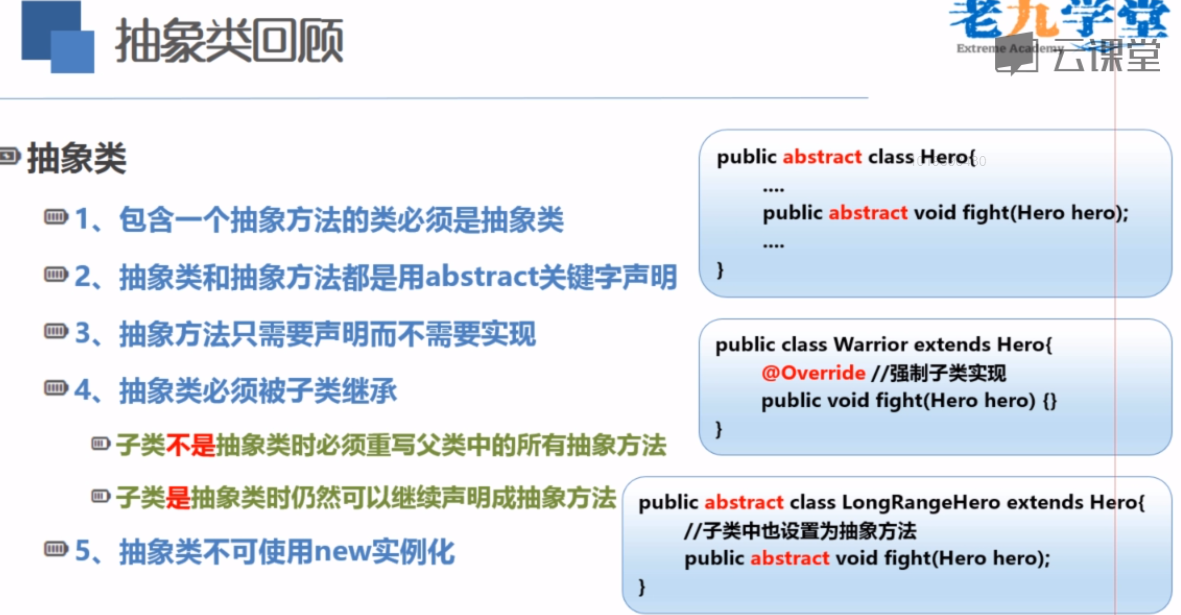 抽象类回顾
老九学堂
Extreme Academy
云课堂
抽象类
1、包含一个抽象方法的类必须是抽象类
2、抽象类和抽象方法都是用abstract关键字声明
3、抽象方法只需要声明而不需要实现
4、抽象类必须被子类继承
子类不是抽象类时必须重写父类中的所有抽象方法
子类是抽象类时仍然可以继续声明成抽象方法
5、抽象类不可使用new实例化
public abstract class Hero{
....
public abstract void fight(Hero hero);
....
}
public class Warrior extends Hero{
@Override //强制子类实现
public void fight(Hero hero) {}
}
public abstract class LongRangeHero extends Hero{
//子类中也设置为抽象方法
public abstract void fight(Hero hero);
}